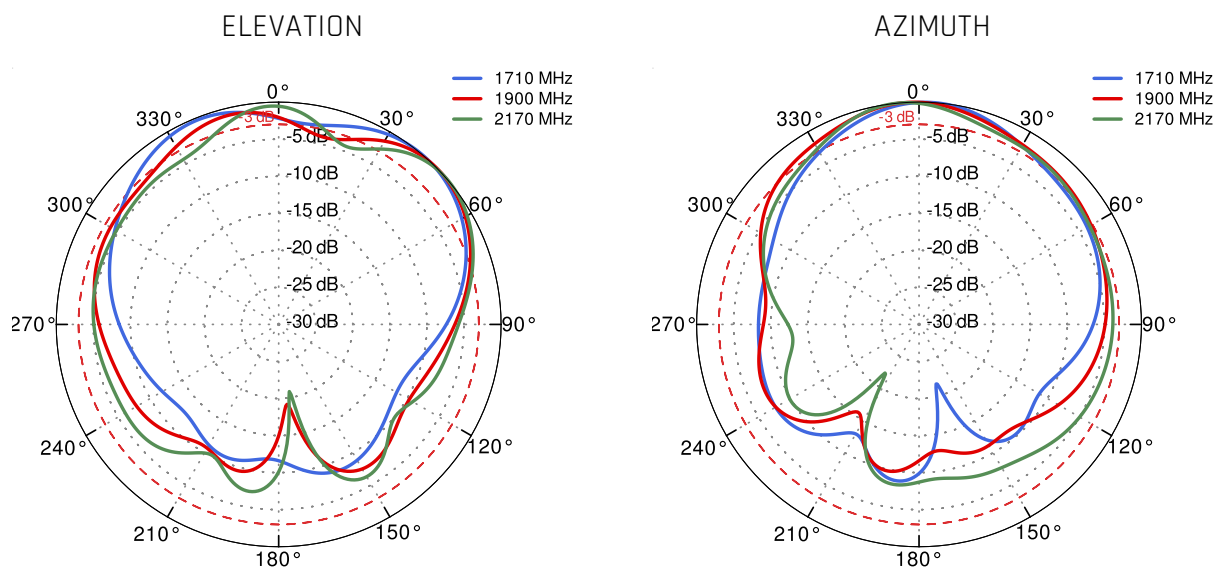 ELEVATION
1710 MHz
1900 MHz
2170 MHz
0°
330°
30°
-3 dB
-5 dB
-10 dB
300°
60°
-15 dB
-20 dB
-25 dB
270°
-30 dB
90°
240°
120°
210°
150°
180°
AZIMUTH
1710 MHz
1900 MHz
2170 MHz
0°
330°
30°
-3 dB
-5 dB
-10 dB
300°
60°
-15 dB
-20 dB
-25 dB
270°
-30 dB
90°
240°
120°
210°
150°
180°